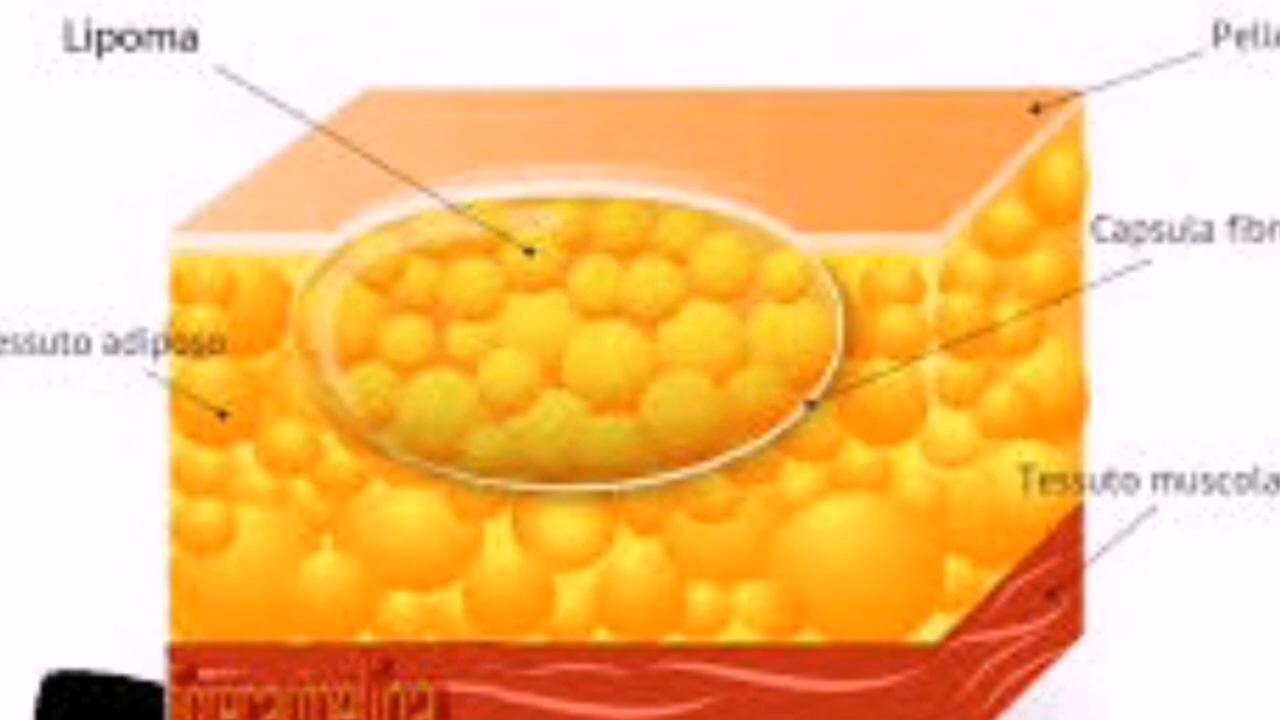 Lipoma
Pelle
Capsula fibr
essuto adiposo
Tessuto muscola